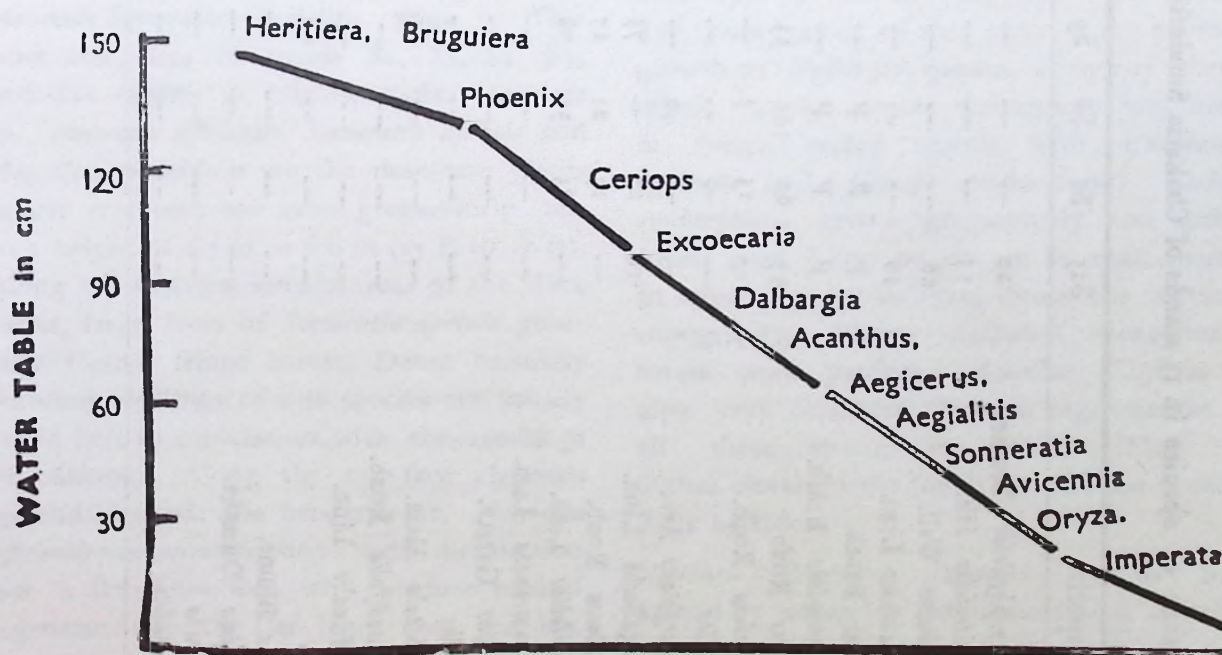 150
120
90
60
30
WATER TABLE in cm
Heritiera, Bruguiera
Phoenix
Ceriops
Excoecaria
Dalbargia
Acanthus,
Aegicerus,
Aegialitis
Sonneratia
Avicennia
Oryza.
Imperata